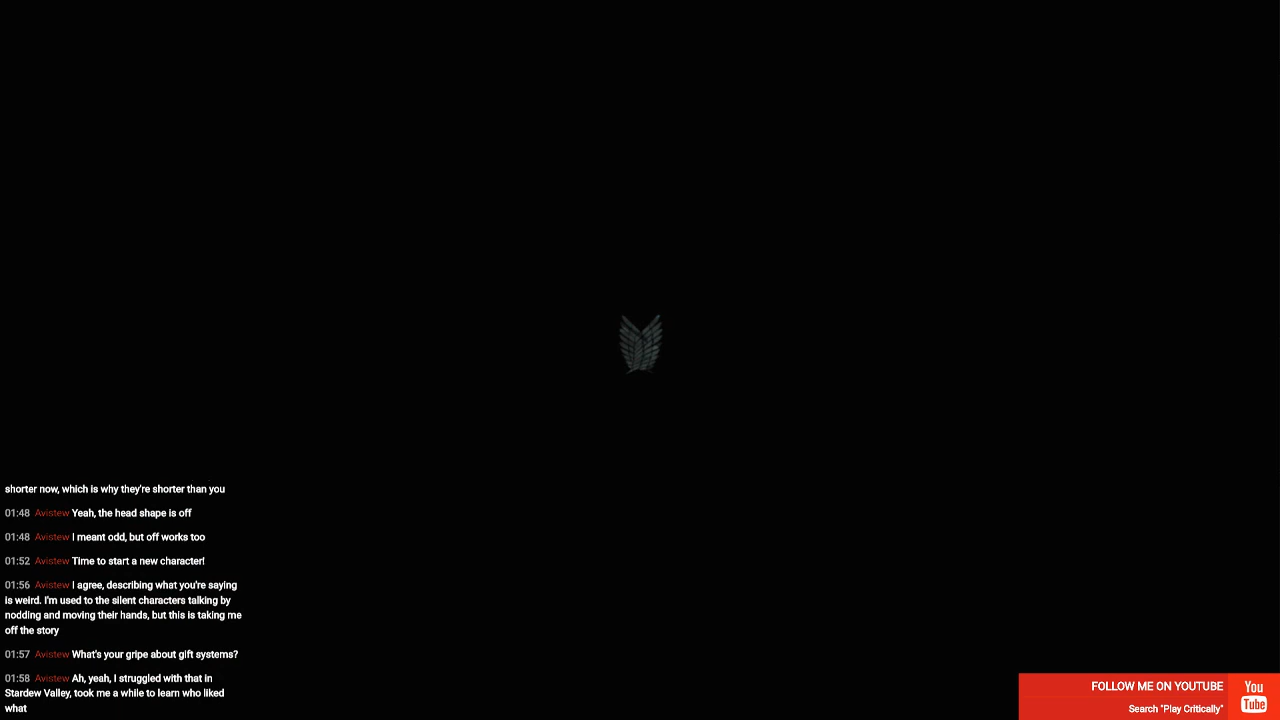 shorter now, which is why they're shorter than you
01:48 Avistew Yeah, the head shape is off
01:48 Avistew I meant odd, but off works too
01:52 Avistew Time to start a new character!
01:56 Avistew I agree, describing what you're saying
is weird. I'm used to the silent characters talking by
nodding and moving their hands, but this is taking me
off the story
01:57 Avistew What's your gripe about gift systems?
01:58 Avistew Ah, yeah, I struggled with that in
Stardew Valley, took me a while to learn who liked
what
FOLLOW ME ON YOUTUBE
Search "Play Critically"
You
Tube